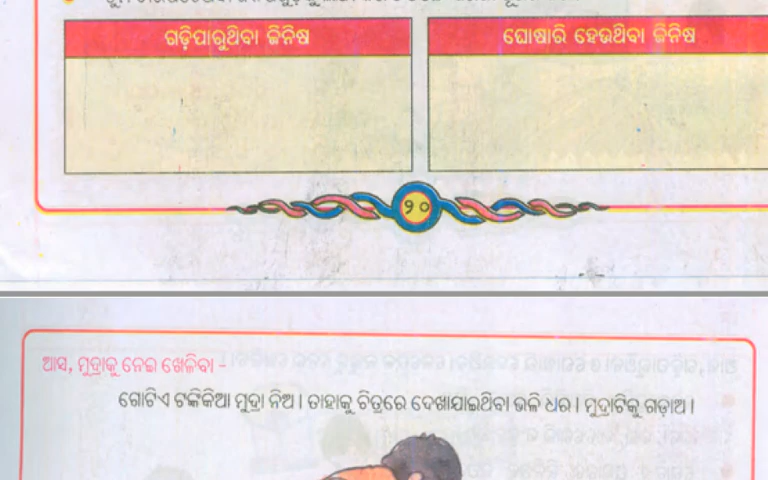 ଗଡ଼ିପାରୁଥିବା ଜିନିଷ
ଘୋଷାରି ହେଉଥିବା ଜିନିଷ
୨୦
ଆସ, ମୁଦ୍ରାକୁ ନେଇ ଖେଳିବା -
ଗୋଟିଏ ଟଙ୍କିକିଆ ମୁଦ୍ରା ନିଅ। ତାହାକୁ ଚିତ୍ରରେ ଦେଖାଯାଇଥିବା ଭଳି ଧର। ମୁଦ୍ରାଟିକୁ ଗଡ଼ାଅ।